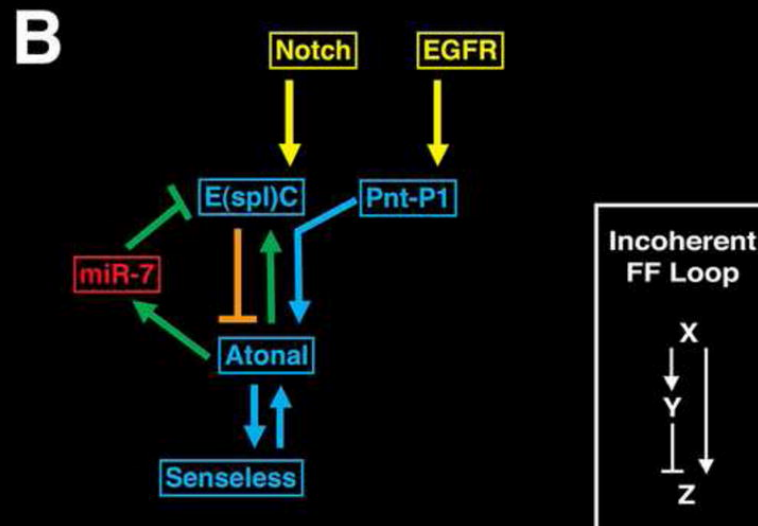 B
Notch
EGFR
E(spl)C
Pnt-P1
miR-7
Atonal
Senseless
Incoherent
FF Loop
X
Y
Z